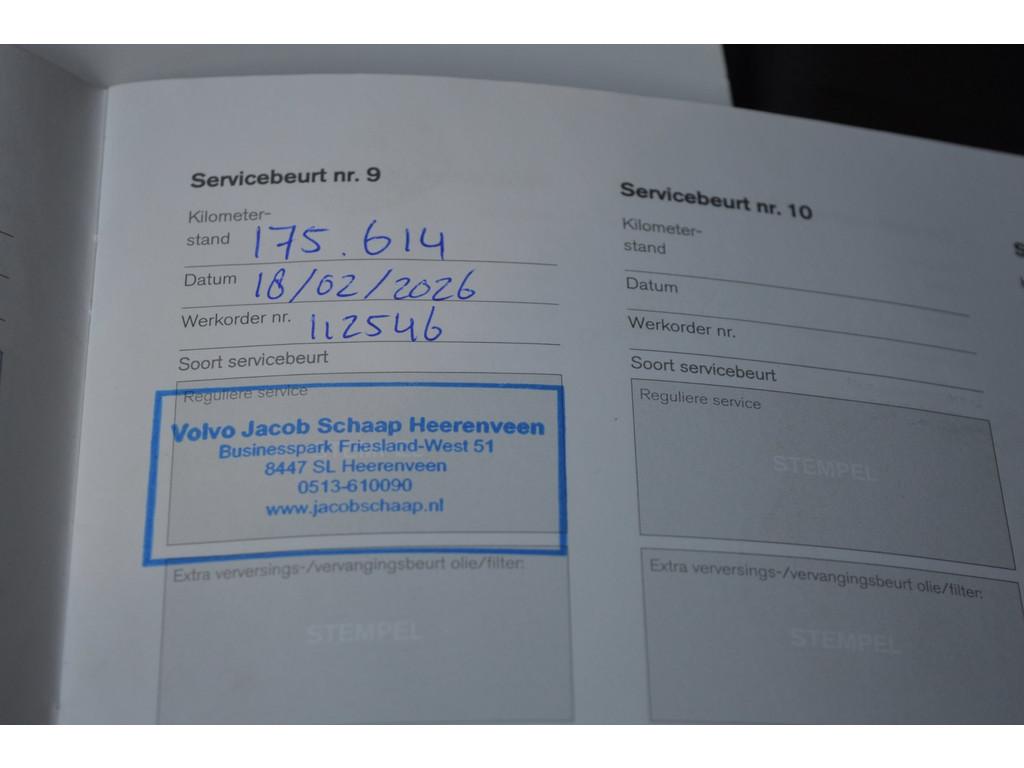 Servicebeurt nr. 9
Kilometer-
stand 175.614
Datum 18/02/2026
Werkorder nr. 112546
Soort servicebeurt
Reguliere service
Volvo Jacob Schaap Heerenveen
Businesspark Friesland-West 51
8447 SL Heerenveen
0513-610090
www.jacobschaap.nl
Extra verversings-/vervangingsbeurt olie/filter:
STEMPEL
Servicebeurt nr. 10
Kilometer-
stand
Datum
Werkorder nr.
Soort servicebeurt
Reguliere service
STEMPEL
Extra verversings-/vervangingsbeurt olie/filter:
STEMPEL